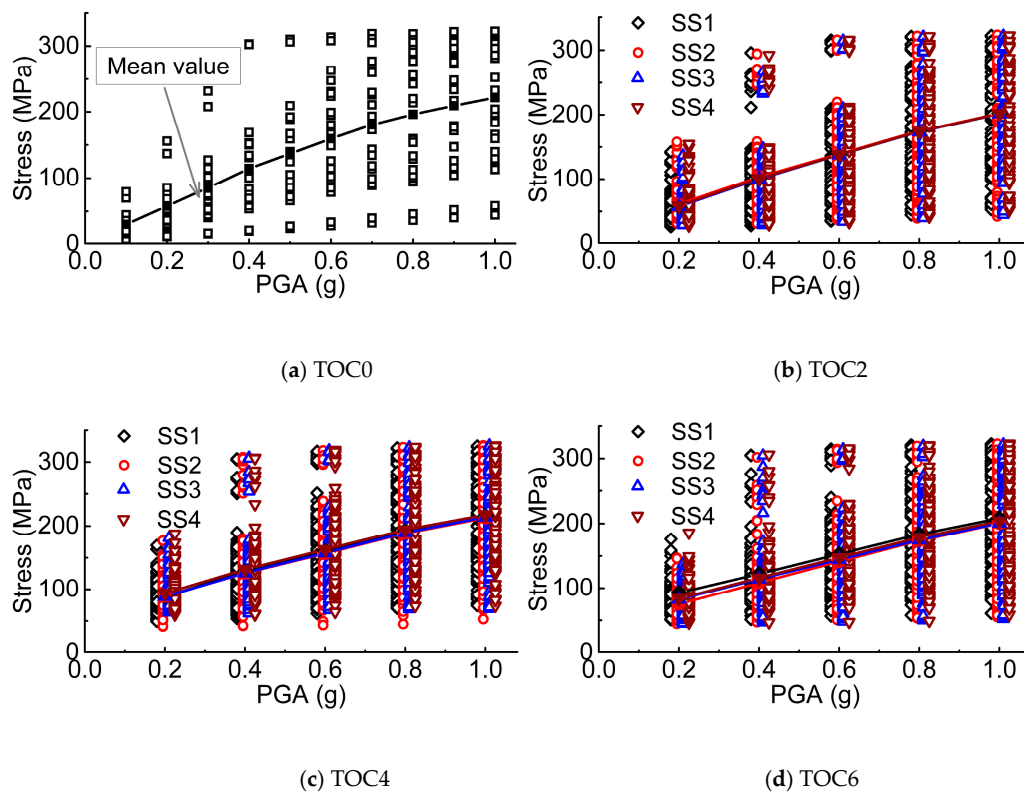 300
200
100
0
Stress (MPa)
Mean value
0.0 0.2 0.4 0.6 0.8 1.0
PGA (g)
(a) TOC0
SS1
SS2
SS3
SS4
300
200
100
0
Stress (MPa)
0.0 0.2 0.4 0.6 0.8 1.0
PGA (g)
(b) TOC2
SS1
SS2
SS3
SS4
300
200
100
0
Stress (MPa)
0.0 0.2 0.4 0.6 0.8 1.0
PGA (g)
(c) TOC4
SS1
SS2
SS3
SS4
300
200
100
0
Stress (MPa)
0.0 0.2 0.4 0.6 0.8 1.0
PGA (g)
(d) TOC6